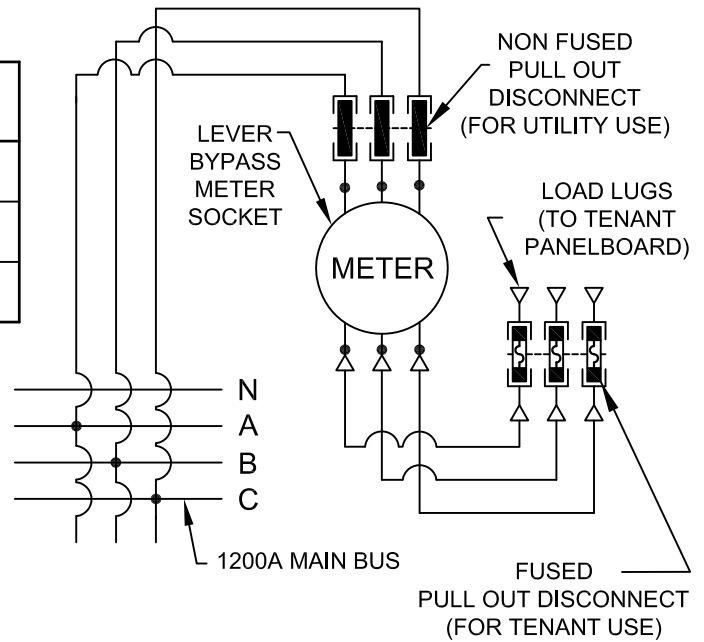 NON FUSED
PULL OUT
DISCONNECT
(FOR UTILITY USE)
LEVER
BYPASS
METER
SOCKET
LOAD LUGS
(TO TENANT
PANELBOARD)
METER
N
A
B
C
1200A MAIN BUS
FUSED
PULL OUT DISCONNECT
(FOR TENANT USE)